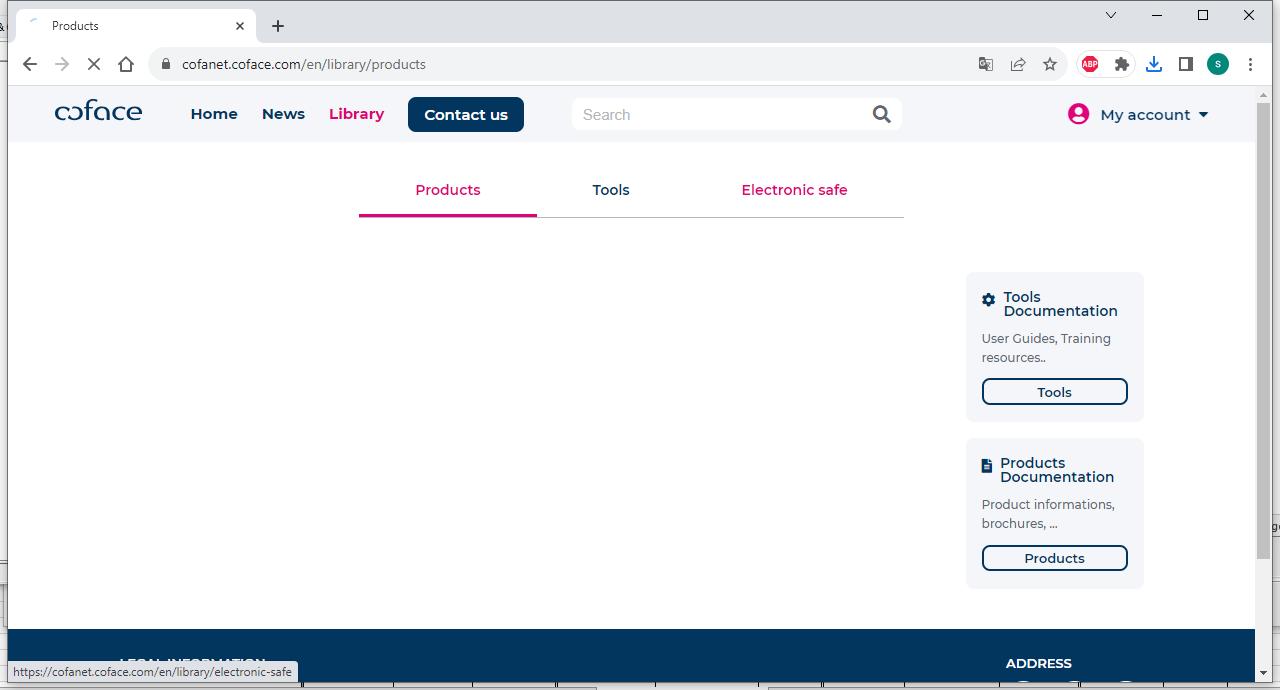 Products
cofanet.coface.com/en/library/products
ABP
S
coface
Home
News
Library
Contact us
Search
My account
Products
Tools
Electronic safe
Tools
Documentation
User Guides, Training
resources..
Tools
Products
Documentation
Product informations,
brochures, ...
Products
LEGAL INFORMATION
ADDRESS
https://cofanet.coface.com/en/library/electronic-safe